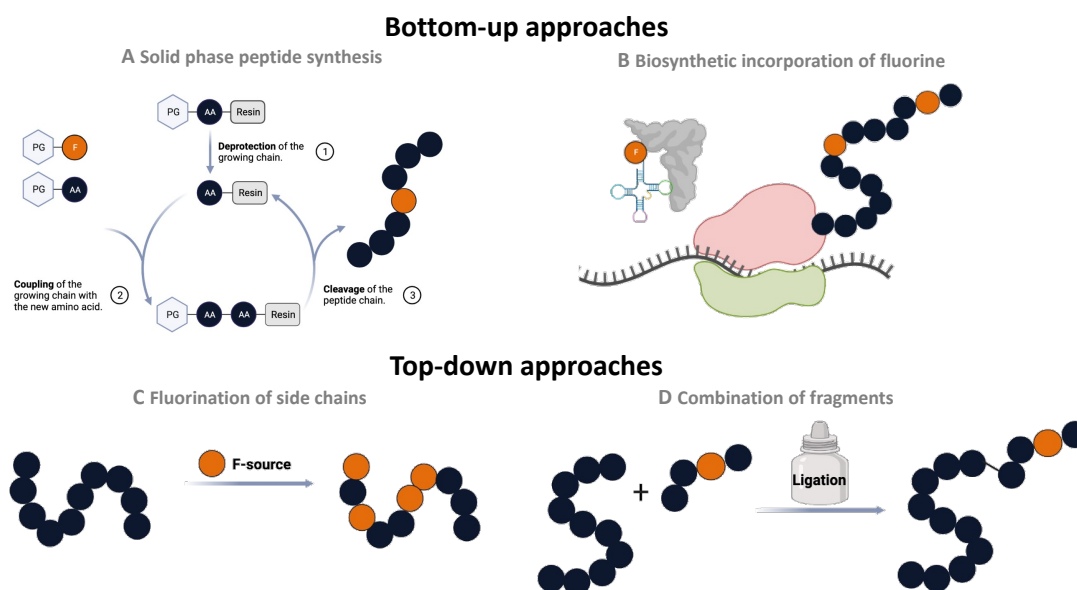 Bottom-up approaches
A Solid phase peptide synthesis
PG AA Resin
Deprotection of the
growing chain.
1
PG F
PG AA
AA Resin
Coupling of the
growing chain with
the new amino acid.
2
Cleavage of the
peptide chain.
3
PG AA AA Resin
B Biosynthetic incorporation of fluorine
F
Top-down approaches
C Fluorination of side chains
F-source
D Combination of fragments
+
Ligation